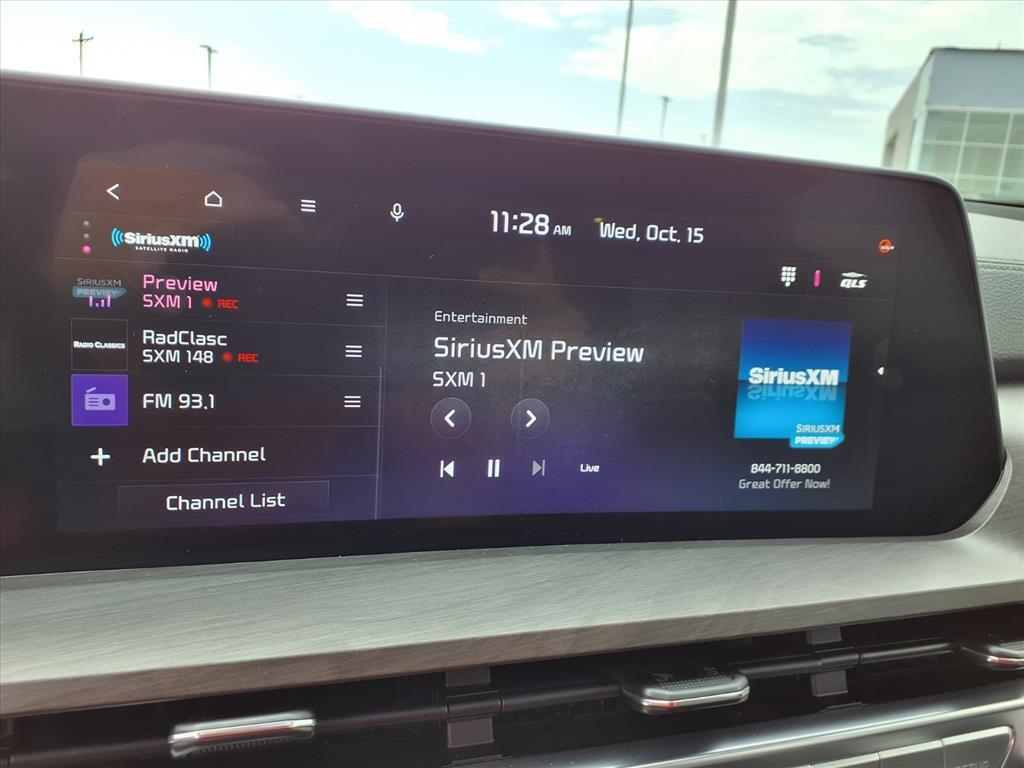 11:28 AM Wed, Oct. 15
SiriusXM
SATELLITE RADIO
QLS
SIRIUSXM
PREVIEW
Preview
SXM 1 REC
RADIO CLASSICS
RadClasc
SXM 148 REC
FM 93.1
+ Add Channel
Channel List
Entertainment
SiriusXM Preview
SXM 1
Live
SiriusXM
SIRIUSXM
PREVIEW
844-711-8800
Great Offer Now!